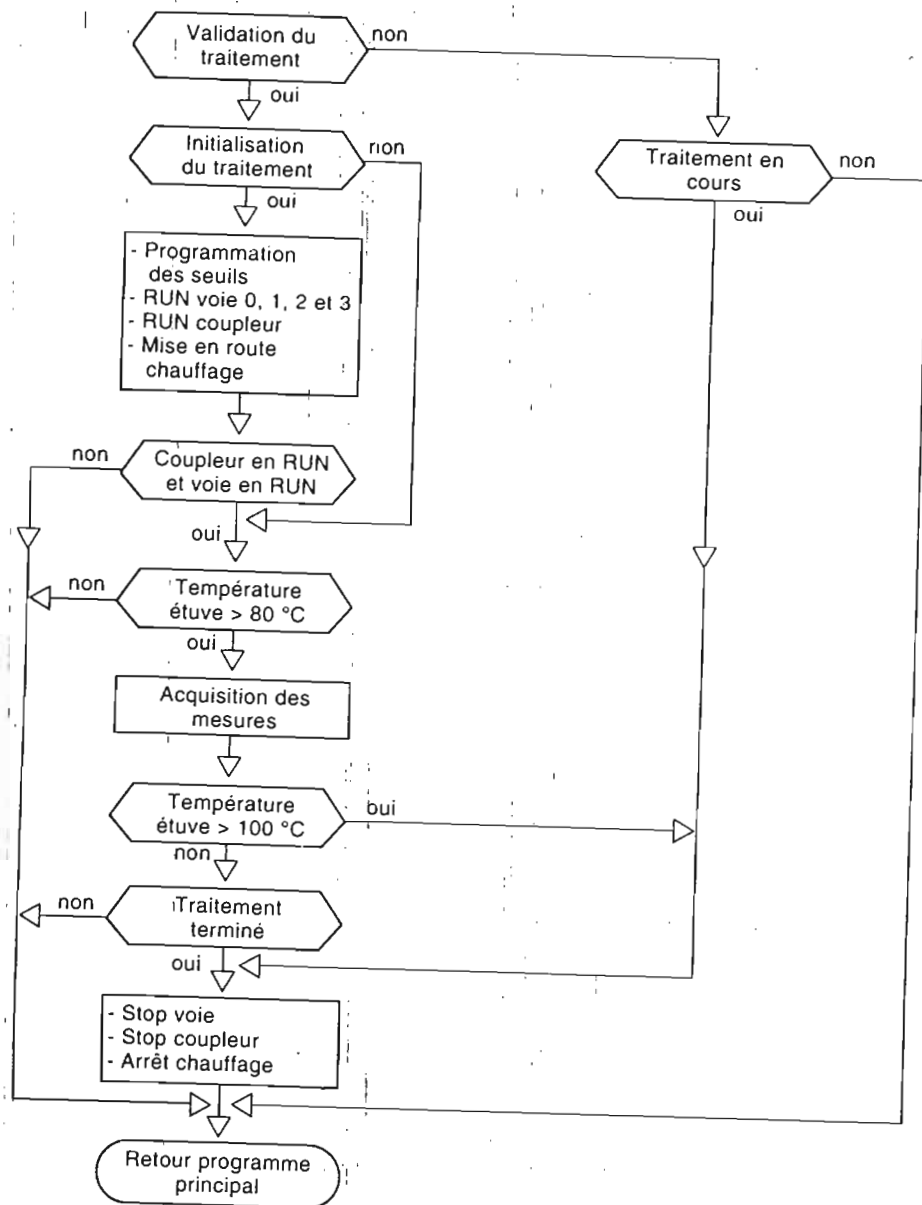 Validation du
traitement
non
oui
Initialisation
du traitement
non
oui
Traitement en
cours
non
oui
- Programmation
des seuils
- RUN voie 0, 1, 2 et 3
- RUN coupleur
- Mise en route
chauffage
non
Coupleur en RUN
et voie en RUN
oui
non
Température
étuve > 80 °C
oui
Acquisition des
mesures
Température
étuve > 100 °C
oui
non
non
Traitement
terminé
oui
- Stop voie
- Stop coupleur
- Arrêt chauffage
Retour programme
principal